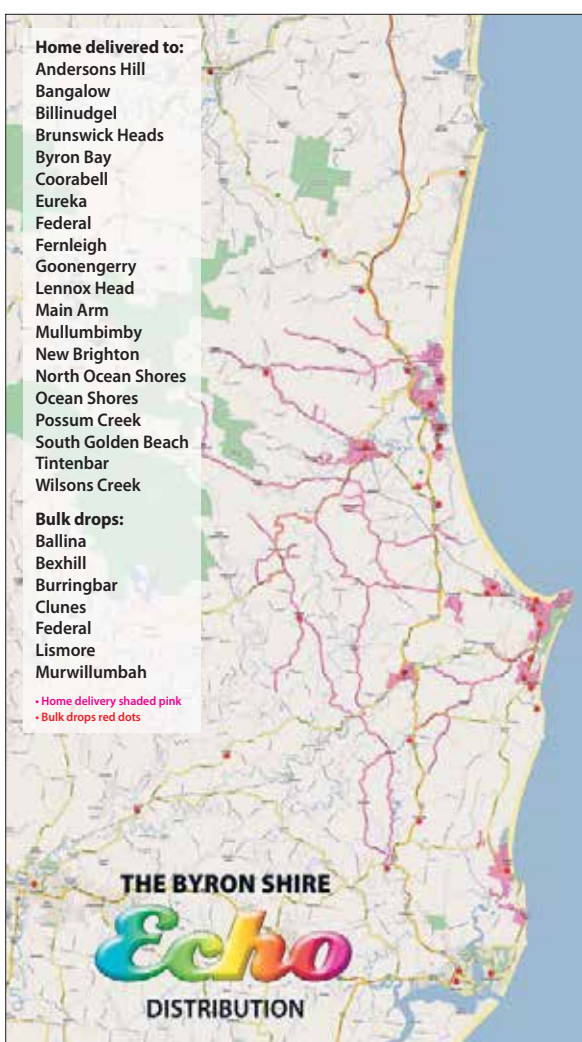 Home delivered to:
Andersons Hill
Bangalow
Billinudgel
Brunswick Heads
Byron Bay
Coorabell
Eureka
Federal
Fernleigh
Goonengerry
Lennox Head
Main Arm
Mullumbimby
New Brighton
North Ocean Shores
Ocean Shores
Possum Creek
South Golden Beach
Tintenbar
Wilsons Creek
Bulk drops:
Ballina
Bexhill
Burringbar
Clunes
Federal
Lismore
Murwillumbah
• Home delivery shaded pink
• Bulk drops red dots
THE BYRON SHIRE
Echo
DISTRIBUTION